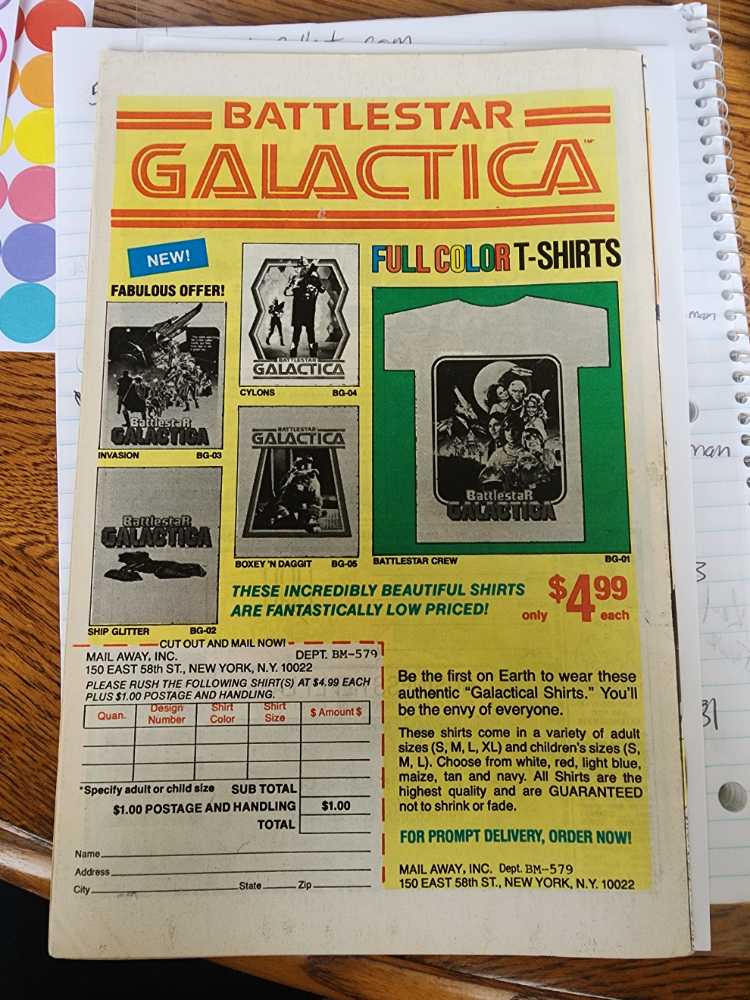 BATTLESTAR
GALACTICA™
NEW!
FABULOUS OFFER!
FULL COLOR T-SHIRTS
BattlestaR
GALACTICA
INVASION BG-03
BATTLESTAR
GALACTICA
CYLONS BG-04
BattlestaR
GALACTICA
SHIP GLITTER BG-02
BATTLESTAR
GALACTICA
BOXEY 'N DAGGIT BG-05
BattlestaR
GALACTICA
BATTLESTAR CREW BG-01
THESE INCREDIBLY BEAUTIFUL SHIRTS
ARE FANTASTICALLY LOW PRICED!
only $4.99 each
CUT OUT AND MAIL NOW!
MAIL AWAY, INC. DEPT. BM-579
150 EAST 58th ST., NEW YORK, N.Y. 10022
PLEASE RUSH THE FOLLOWING SHIRT(S) AT $4.99 EACH
PLUS $1.00 POSTAGE AND HANDLING.
Quan. Design Number Shirt Color Shirt Size $ Amount $
*Specify adult or child size SUB TOTAL
$1.00 POSTAGE AND HANDLING $1.00
TOTAL
Name
Address
City State Zip
Be the first on Earth to wear these
authentic "Galactical Shirts." You'll
be the envy of everyone.
These shirts come in a variety of adult
sizes (S, M, L, XL) and children's sizes (S,
M, L). Choose from white, red, light blue,
maize, tan and navy. All Shirts are the
highest quality and are GUARANTEED
not to shrink or fade.
FOR PROMPT DELIVERY, ORDER NOW!
MAIL AWAY, INC. Dept. BM-579
150 EAST 58th ST., NEW YORK, N.Y. 10022
man
man
3
31